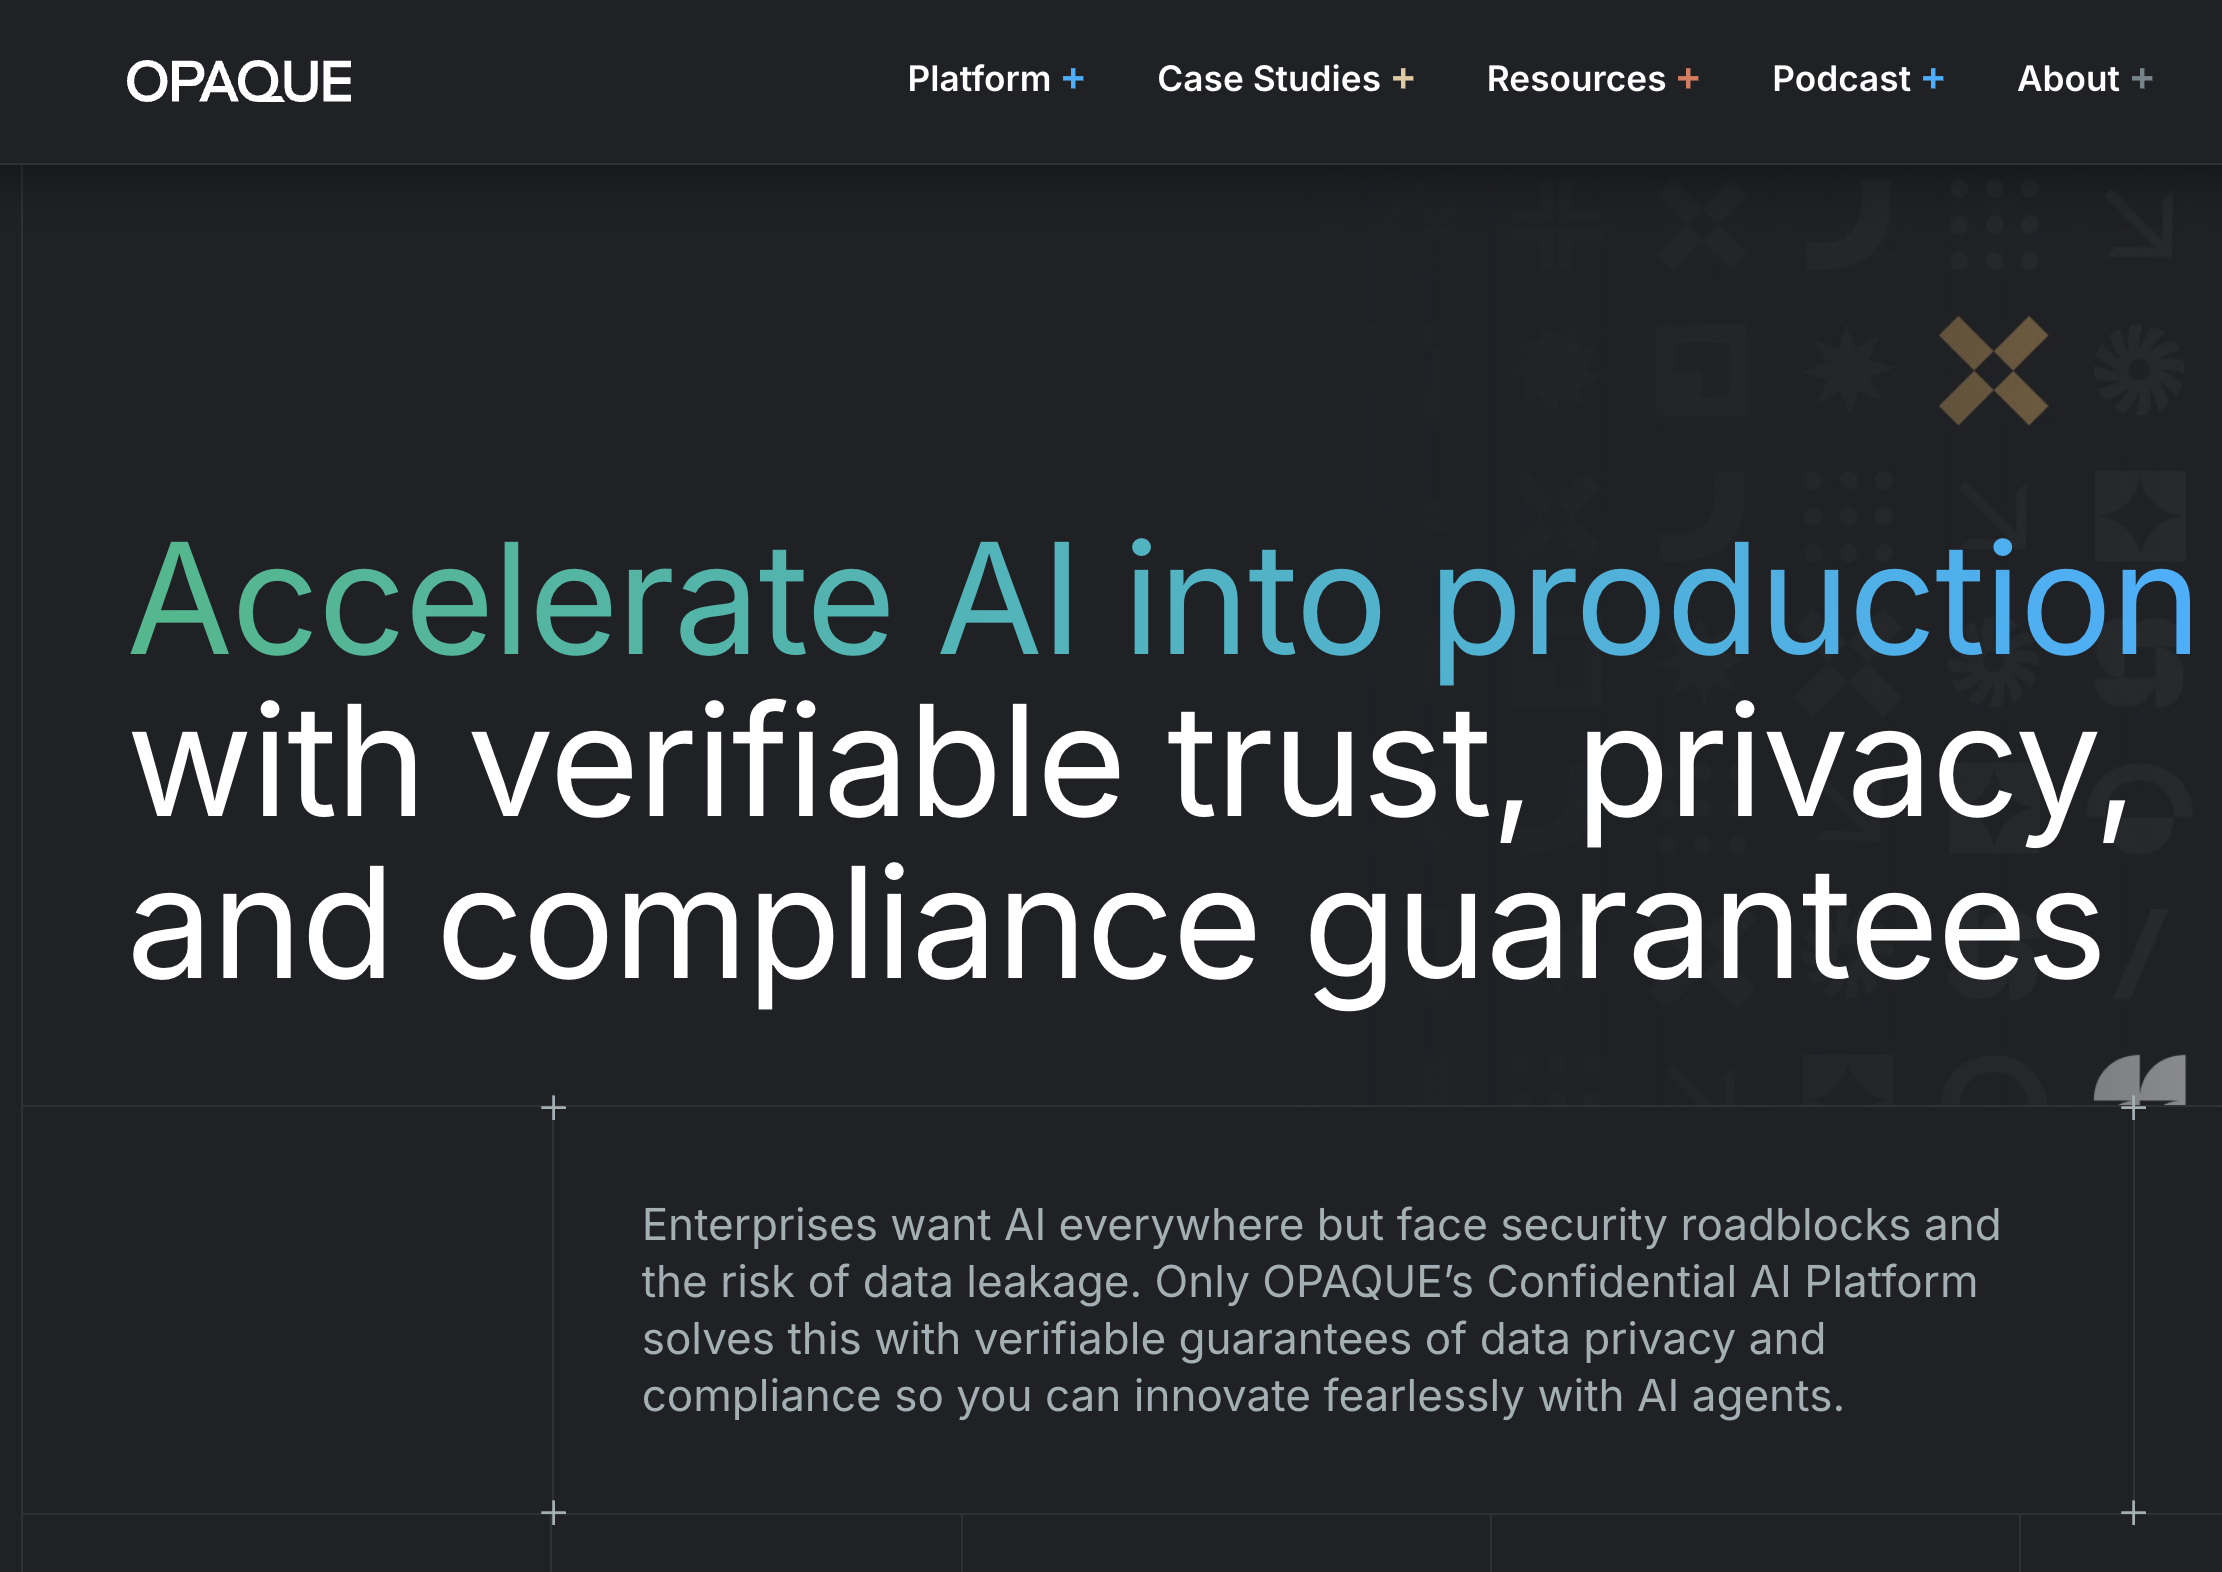 OPAQUE
Platform +
Case Studies +
Resources +
Podcast +
About +
Accelerate AI into production
with verifiable trust, privacy,
and compliance guarantees
Enterprises want AI everywhere but face security roadblocks and
the risk of data leakage. Only OPAQUE’s Confidential AI Platform
solves this with verifiable guarantees of data privacy and
compliance so you can innovate fearlessly with AI agents.